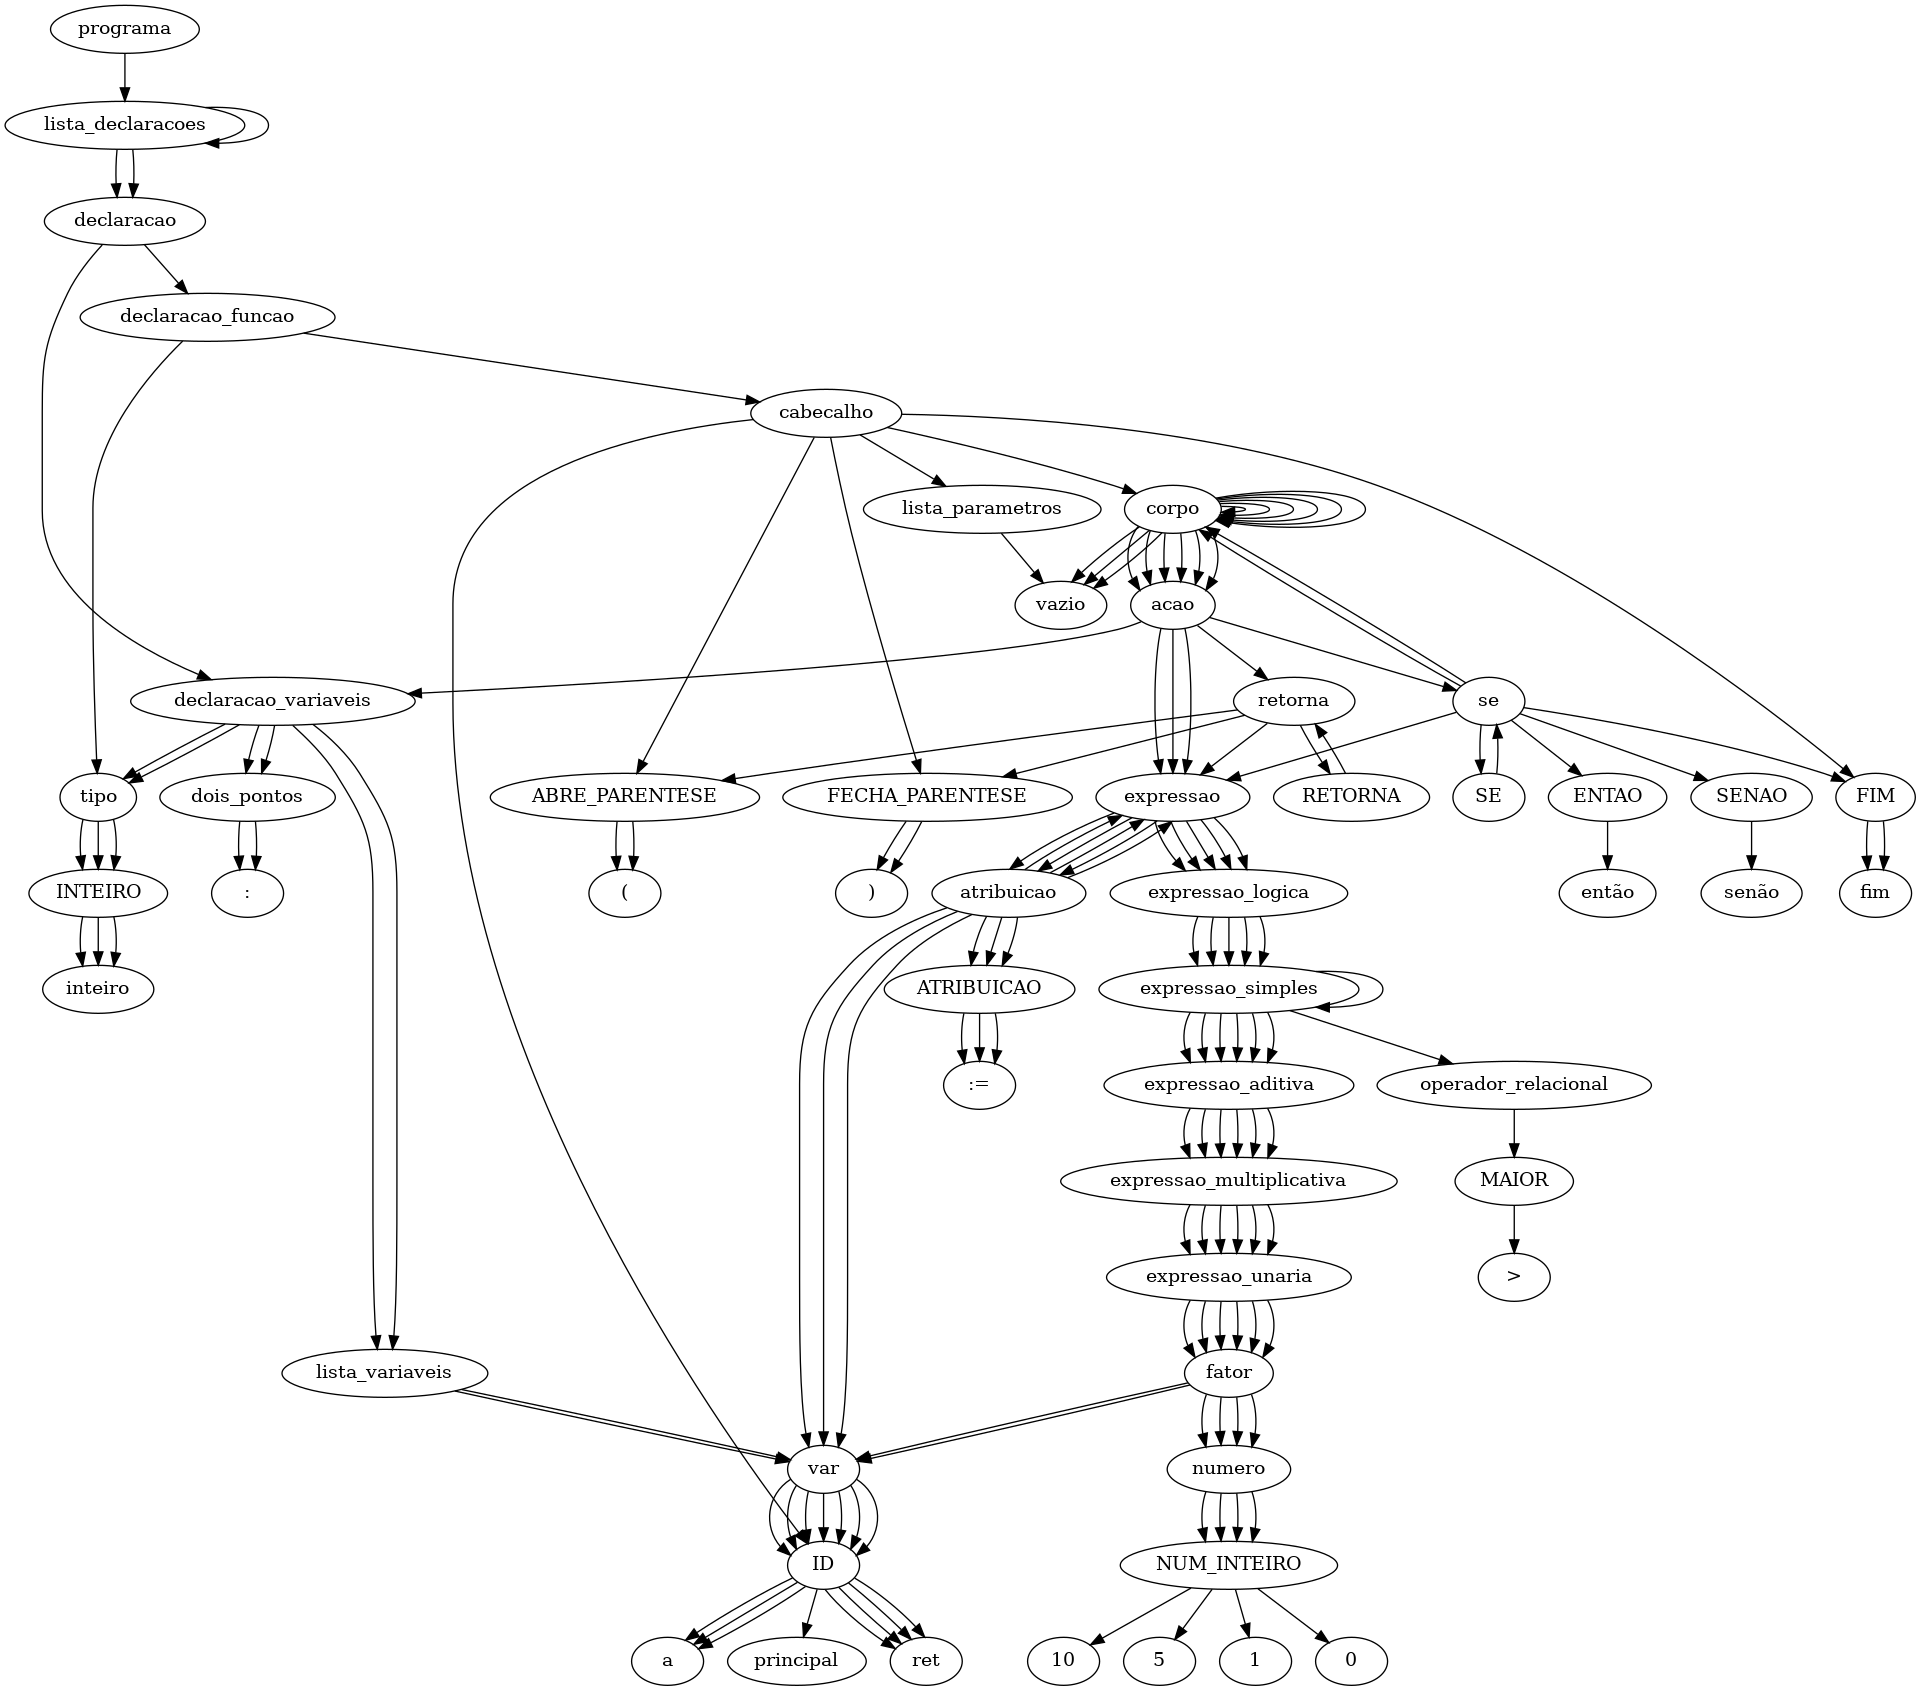 programa
lista_declaracoes
declaracao
declaracao_funcao
cabecalho
lista_parametros
corpo
vazio
acao
declaracao_variaveis
retorna
se
tipo
dois_pontos
ABRE_PARENTESE
FECHA_PARENTESE
expressao
RETORNA
SE
ENTAO
SENAO
FIM
INTEIRO
:
(
)
atribuicao
expressao_logica
então
senão
fim
inteiro
ATRIBUICAO
expressao_simples
:=
expressao_aditiva
operador_relacional
expressao_multiplicativa
MAIOR
expressao_unaria
>
lista_variaveis
fator
var
numero
ID
NUM_INTEIRO
a
principal
ret
10
5
1
0